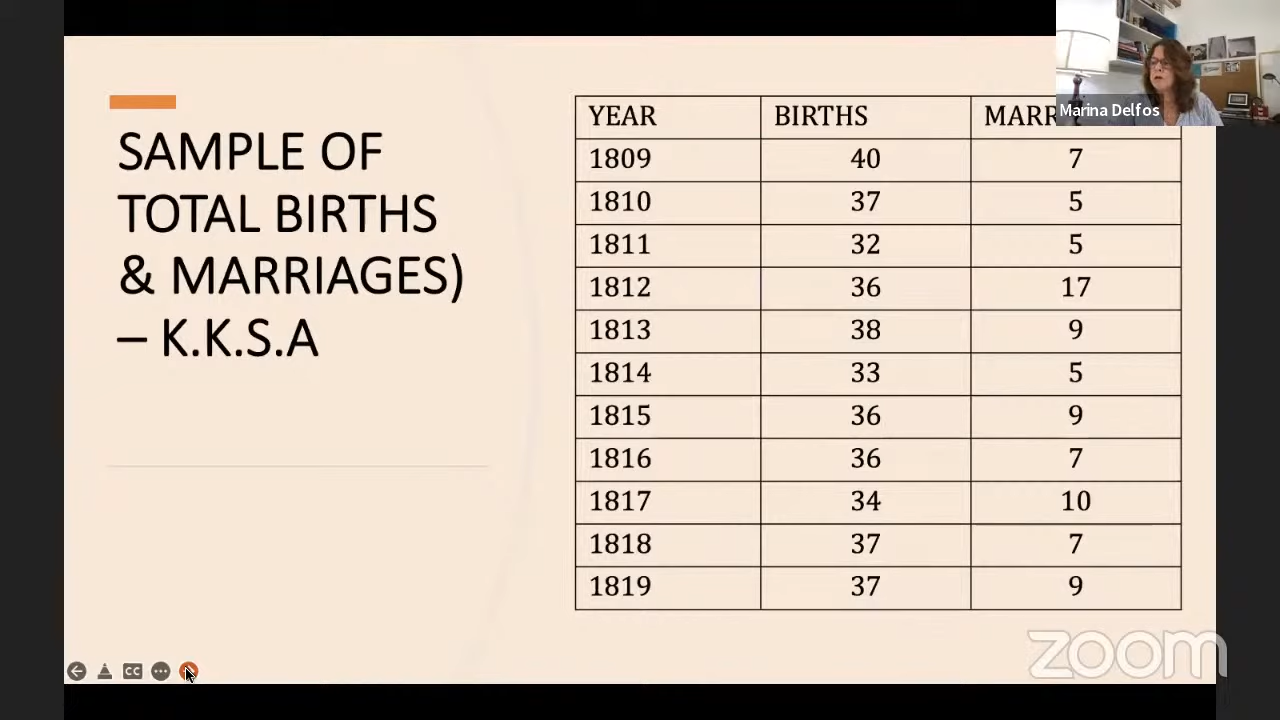 SAMPLE OF
TOTAL BIRTHS
& MARRIAGES)
– K.K.S.A
YEAR BIRTHS
1809 40 7
1810 37 5
1811 32 5
1812 36 17
1813 38 9
1814 33 5
1815 36 9
1816 36 7
1817 34 10
1818 37 7
1819 37 9
Marina Delfos
CC
zoom